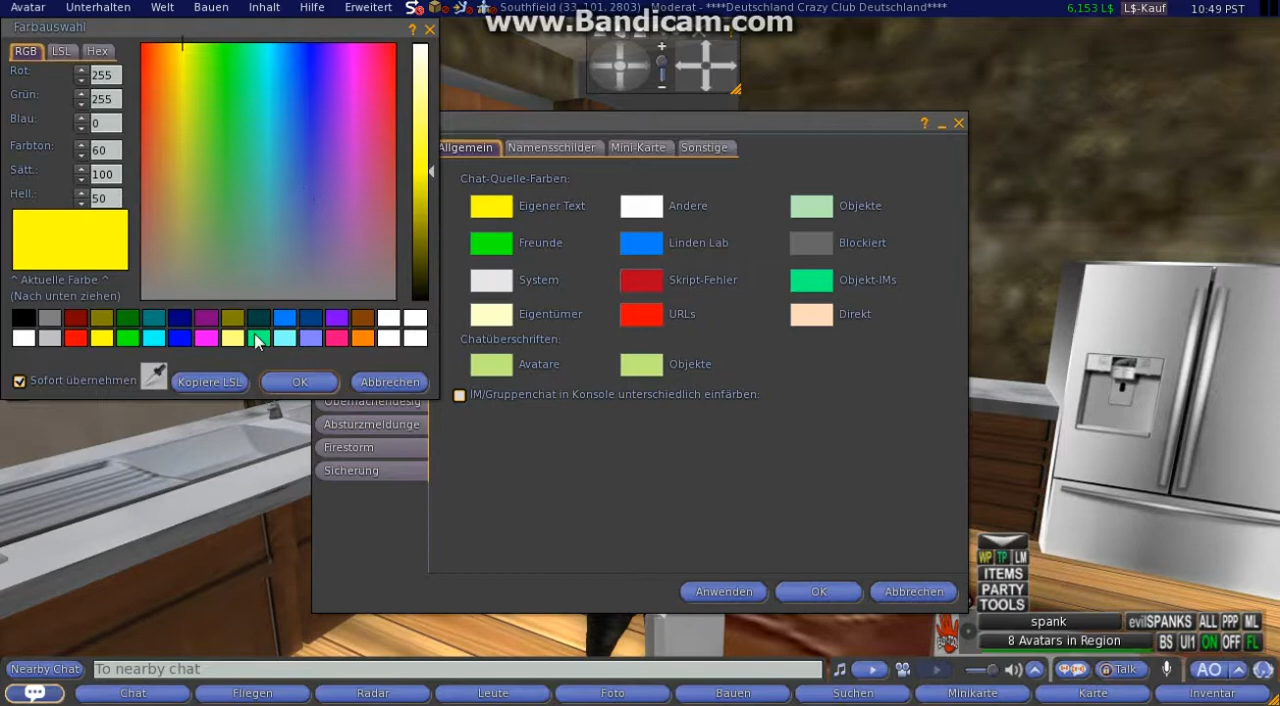 Avatar Unterhalten Welt Bauen Inhalt Hilfe Erweitert Southfield (33, 101, 2803) - Moderat - ****Deutschland Crazy Club Deutschland**** 6,153 L$ L$-Kauf 10:49 PST
www.Bandicam.com
Farbauswahl ?
RGB LSL Hex
Rot: 255
Grün: 255
Blau: 0
Farbton: 60
Sätt.: 100
Hell.: 50
^ Aktuelle Farbe ^
(Nach unten ziehen)
Sofort übernehmen Kopiere LSL OK Abbrechen
?
Allgemein Namensschilder Mini-Karte Sonstige
Chat-Quelle-Farben:
Eigener Text Andere Objekte
Freunde Linden Lab Blockiert
System Skript-Fehler Objekt-IMs
Eigentümer URLs Direkt
Chatüberschriften:
Avatare Objekte
IM/Gruppenchat in Konsole unterschiedlich einfärben:
Absturzmeldunge
Firestorm
Sicherung
Anwenden OK Abbrechen
WP TP LM
ITEMS
PARTY
TOOLS
spank evilSPANKS ALL PPP ML
8 Avatars in Region BS UI1 ON OFF FL
Nearby Chat To nearby chat Talk AO
Chat Fliegen Radar Leute Foto Bauen Suchen Minikarte Karte Inventar